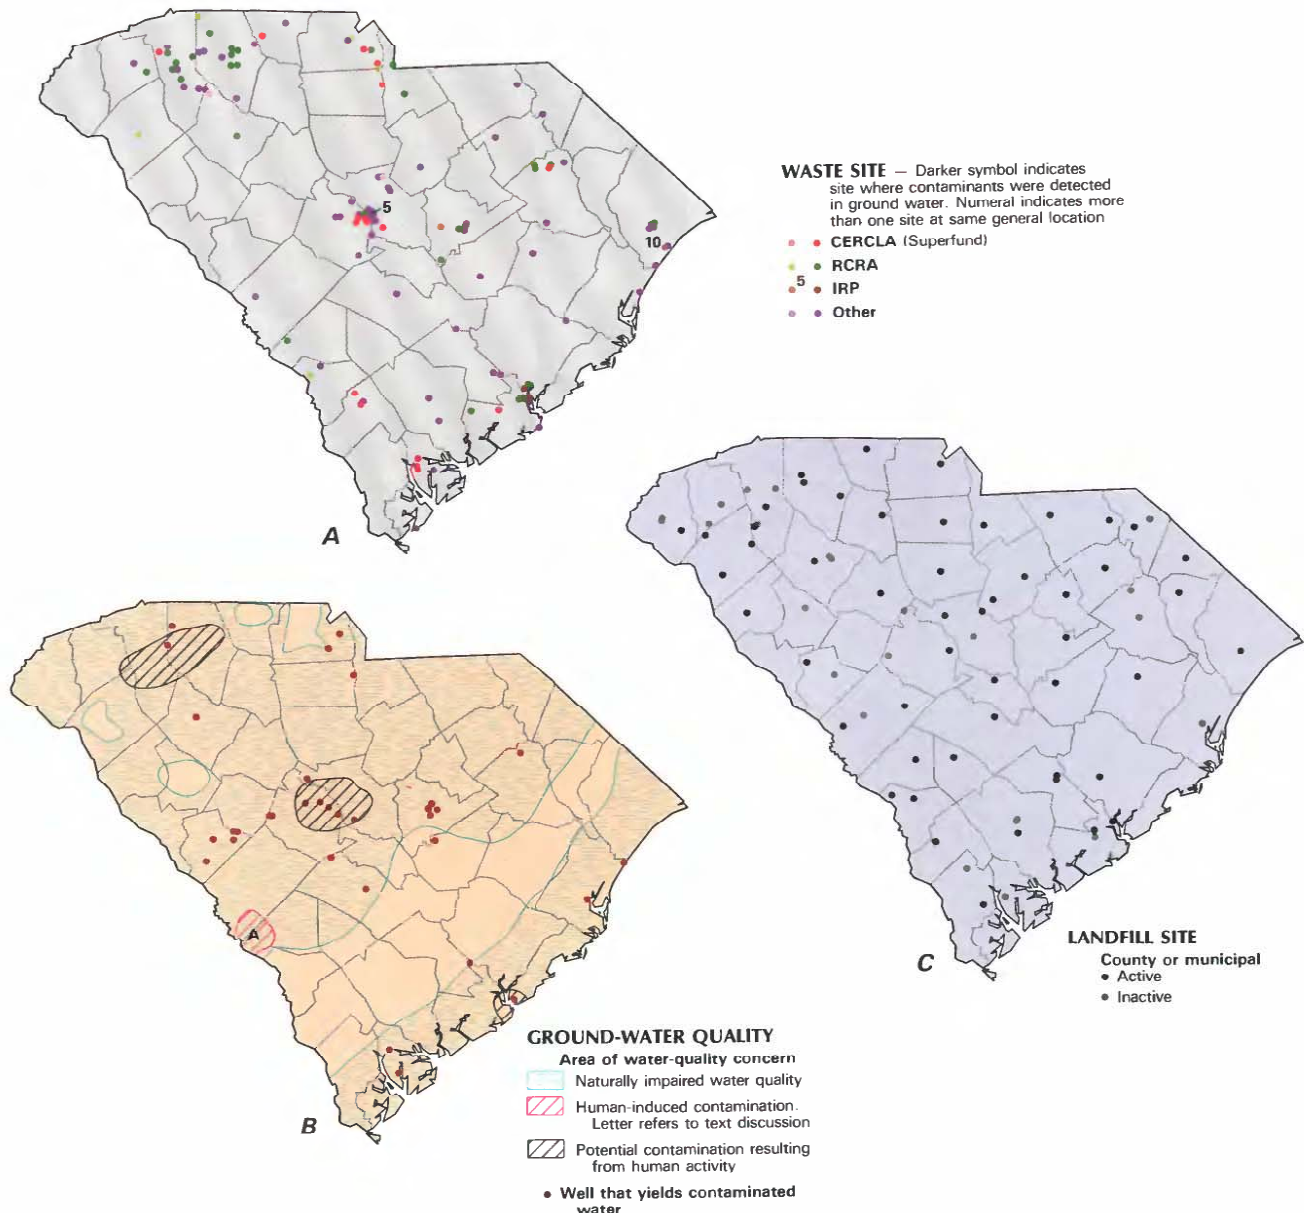 5
10
A
WASTE SITE — Darker symbol indicates
site where contaminants were detected
in ground water. Numeral indicates more
than one site at same general location
CERCLA (Superfund)
RCRA
5
IRP
Other
A
B
GROUND-WATER QUALITY
Area of water-quality concern
Naturally impaired water quality
Human-induced contamination.
Letter refers to text discussion
Potential contamination resulting
from human activity
Well that yields contaminated
water
C
LANDFILL SITE
County or municipal
Active
Inactive